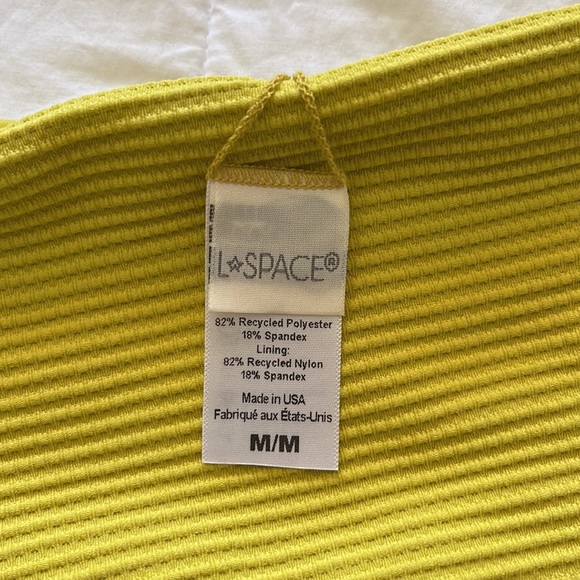 L☆SPACE®
82% Recycled Polyester
18% Spandex
Lining:
82% Recycled Nylon
18% Spandex
Made in USA
Fabriqué aux États-Unis
M/M